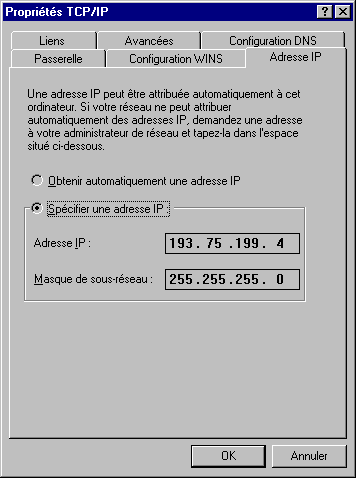 Propriétés TCP/IP
Liens Avancées Configuration DNS
Passerelle Configuration WINS Adresse IP
Une adresse IP peut être attribuée automatiquement à cet
ordinateur. Si votre réseau ne peut attribuer
automatiquement des adresses IP, demandez une adresse
à votre administrateur de réseau et tapez-la dans l'espace
situé ci-dessous.
Obtenir automatiquement une adresse IP
Spécifier une adresse IP :
Adresse IP : 193. 75 .199. 4
Masque de sous-réseau : 255.255.255. 0
OK Annuler